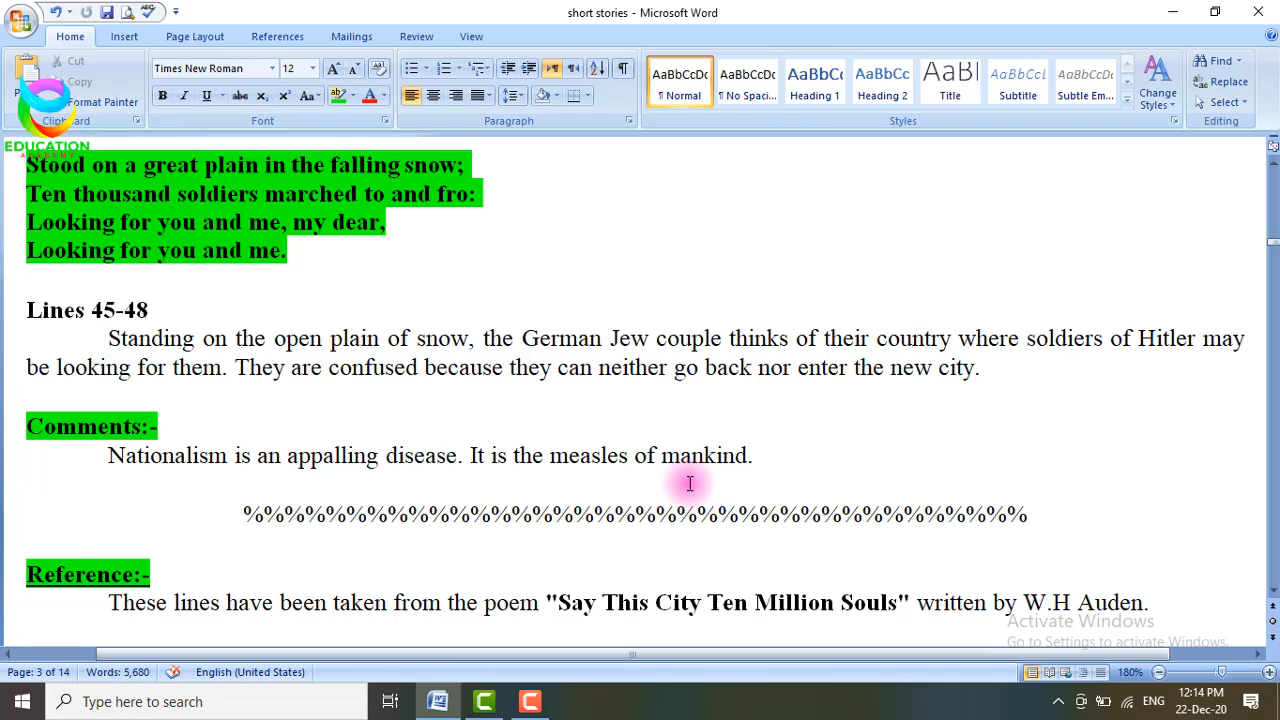 short stories - Microsoft Word
Home Insert Page Layout References Mailings Review View
Cut
Copy
Format Painter
Clipboard
Times New Roman 12
Font
Paragraph
AaBbCcDc AaBbCcDc AaBbC AaBbCc AaBl AaBbCcL AaBbCcDc
¶ Normal ¶ No Spaci... Heading 1 Heading 2 Title Subtitle Subtle Em...
Change Styles
Styles
Find
Replace
Select
Editing
EDUCATION
ACADEMY
Stood on a great plain in the falling snow;
Ten thousand soldiers marched to and fro:
Looking for you and me, my dear,
Looking for you and me.
Lines 45-48
Standing on the open plain of snow, the German Jew couple thinks of their country where soldiers of Hitler may
be looking for them. They are confused because they can neither go back nor enter the new city.
Comments:-
Nationalism is an appalling disease. It is the measles of mankind.
%%%%%%%%%%%%%%%%%%%%%%%%%%%%%%%%%%%%%%
Reference:-
These lines have been taken from the poem "Say This City Ten Million Souls" written by W.H Auden.
Activate Windows
Go to Settings to activate Windows.
Page: 3 of 14 Words: 5,680 English (United States) 180%
Type here to search
ENG
12:14 PM
22-Dec-20